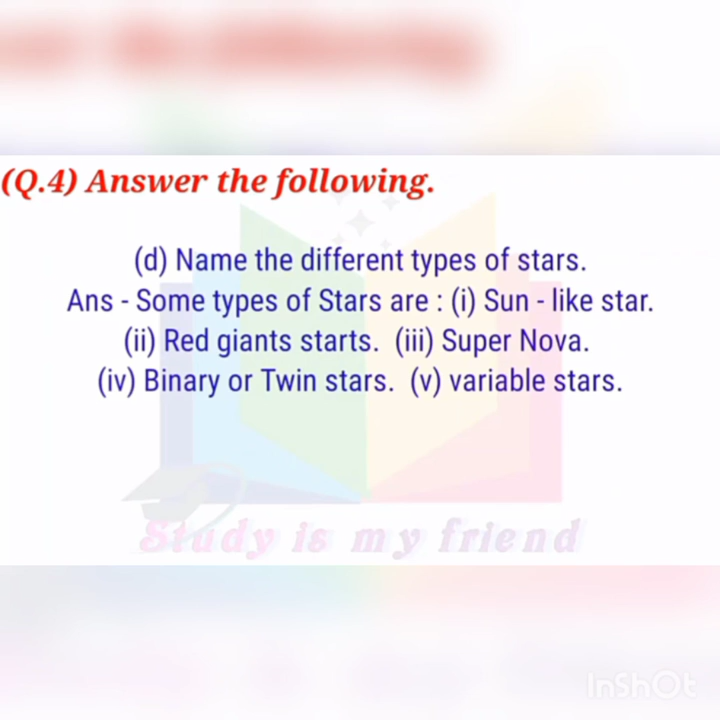 (Q.4) Answer the following.
(d) Name the different types of stars.
Ans - Some types of Stars are : (i) Sun - like star.
(ii) Red giants starts. (iii) Super Nova.
(iv) Binary or Twin stars. (v) variable stars.
Study is my friend
InShOt